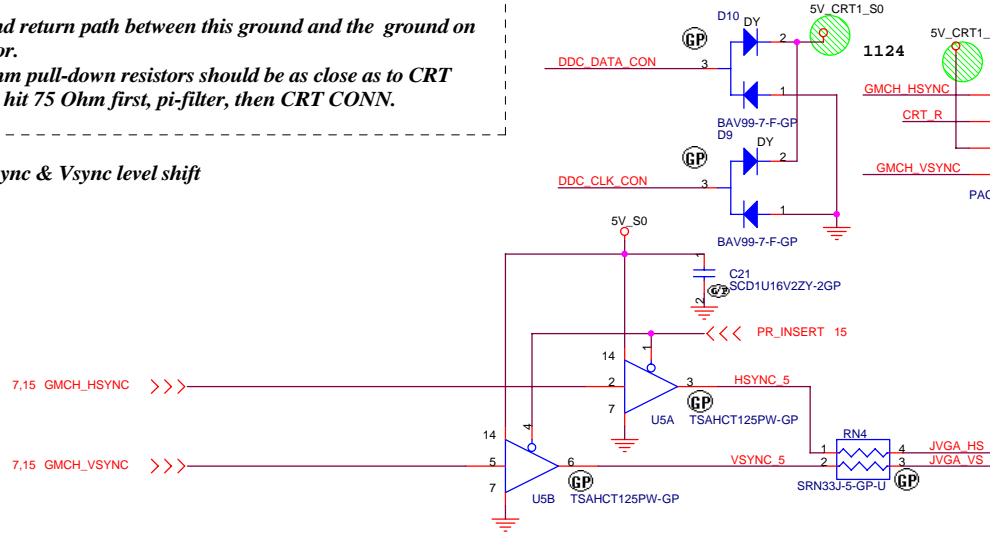 nd return path between this ground and the ground on
or.
hm pull-down resistors should be as close as to CRT
hit 75 Ohm first, pi-filter, then CRT CONN.
ync & Vsync level shift
D10
DY
5V_CRT1_S0
GP
2
DDC_DATA_CON
3
1
BAV99-7-F-GP
D9
DY
GP
2
DDC_CLK_CON
3
1
BAV99-7-F-GP
1124
5V_CRT1_
GMCH_HSYNC
CRT_R
GMCH_VSYNC
PAC
5V_S0
1
C21
SCD1U16V2ZY-2GP
2
PR_INSERT 15
14
1
7,15 GMCH_HSYNC
2
3
HSYNC_5
7
GP
U5A
TSAHCT125PW-GP
14
4
7,15 GMCH_VSYNC
5
6
VSYNC_5
7
GP
U5B
TSAHCT125PW-GP
RN4
1
4
JVGA_HS
2
3
JVGA_VS
SRN33J-5-GP-U
GP